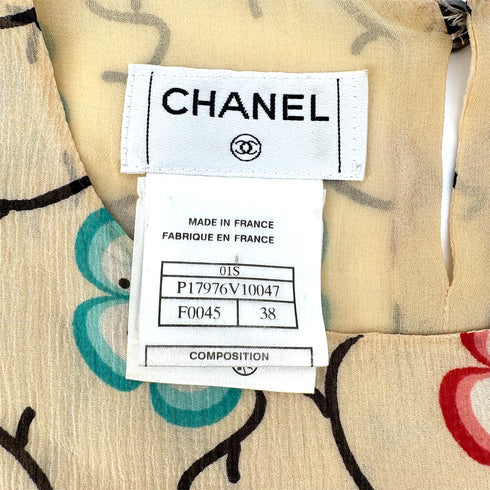 CHANEL
MADE IN FRANCE
FABRIQUE EN FRANCE
01S
P17976V10047
F0045 38
COMPOSITION